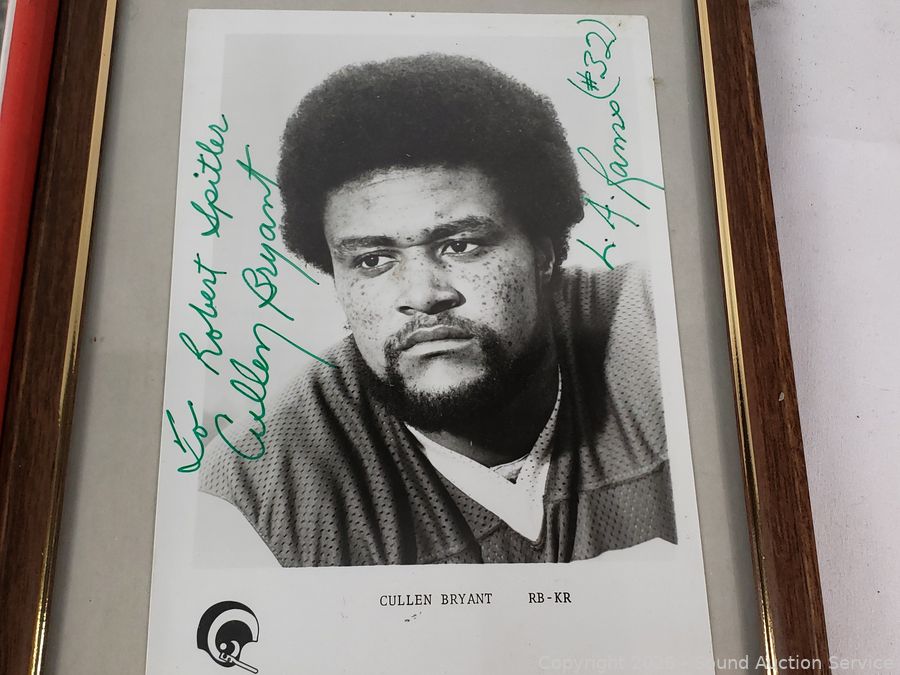 To Robert Spitler
Cullen Bryant
L. A. Rams (#32)
CULLEN BRYANT RB-KR
Copyright 2025 - Sound Auction Service